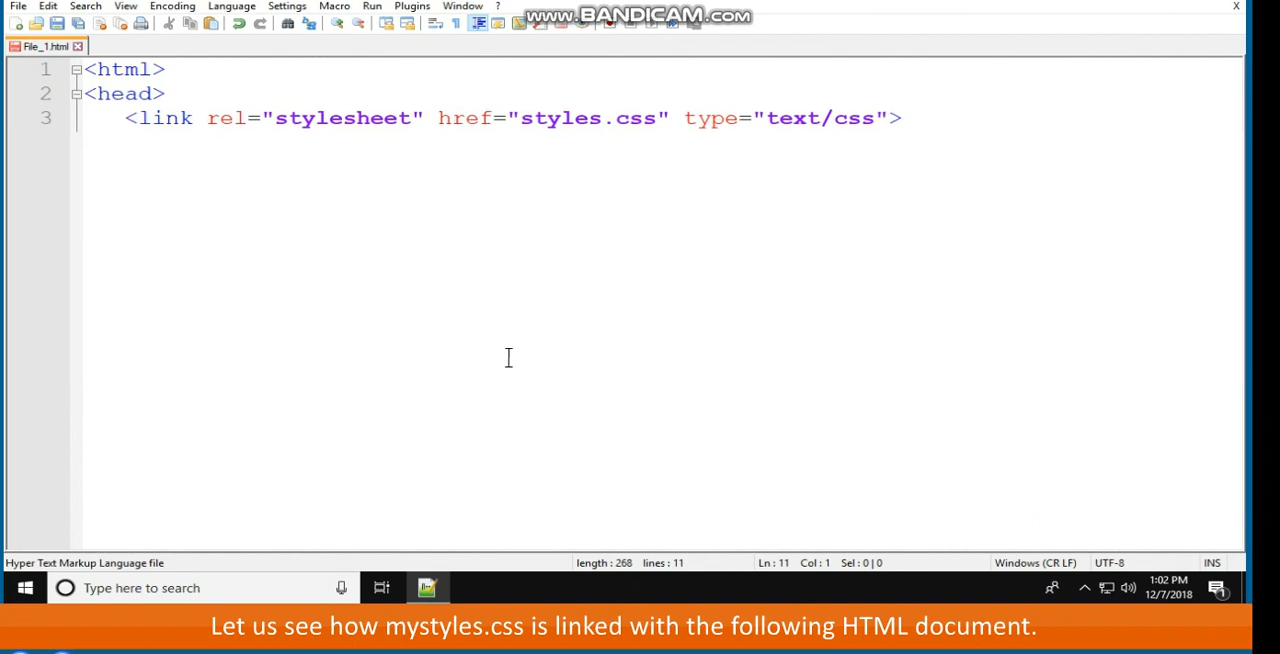 File Edit Search View Encoding Language Settings Macro Run Plugins Window ? www.BANDICAM.com X
File_1.html
1 <html>
2 <head>
3 <link rel="stylesheet" href="styles.css" type="text/css">
Hyper Text Markup Language file length : 268 lines : 11 Ln : 11 Col : 1 Sel : 0 | 0 Windows (CR LF) UTF-8 INS
Type here to search 1:02 PM
12/7/2018 1
Let us see how mystyles.css is linked with the following HTML document.